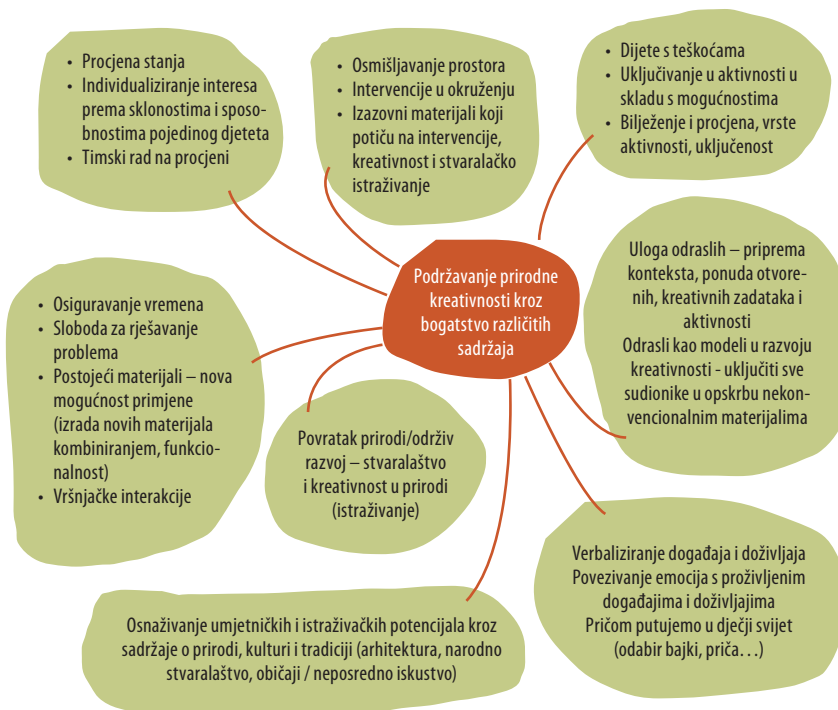 • Procjena stanja
• Individualiziranje interesa
prema sklonostima i sposo-
bnostima pojedinog djeteta
• Timski rad na procjeni
• Osmišljavanje prostora
• Intervencije u okruženju
• Izazovni materijali koji
potiču na intervencije,
kreativnost i stvaralačko
istraživanje
• Dijete s teškoćama
• Uključivanje u aktivnosti u
skladu s mogućnostima
• Bilježenje i procjena, vrste
aktivnosti, uključenost
Podržavanje prirodne
kreativnosti kroz
bogatstvo različitih
sadržaja
Uloga odraslih – priprema
konteksta, ponuda otvore-
nih, kreativnih zadataka i
aktivnosti
Odrasli kao modeli u razvoju
kreativnosti - uključiti sve
sudionike u opskrbu nekon-
vencionalnim materijalima
• Osiguravanje vremena
• Sloboda za rješavanje
problema
• Postojeći materijali – nova
mogućnost primjene
(izrada novih materijala
kombiniranjem, funkcio-
nalnost)
• Vršnjačke interakcije
Povratak prirodi/održiv
razvoj – stvaralaštvo
i kreativnost u prirodi
(istraživanje)
Verbaliziranje događaja i doživljaja
Povezivanje emocija s proživljenim
događajima i doživljajima
Pričom putujemo u dječji svijet
(odabir bajki, priča…)
Osnaživanje umjetničkih i istraživačkih potencijala kroz
sadržaje o prirodi, kulturi i tradiciji (arhitektura, narodno
stvaralaštvo, običaji / neposredno iskustvo)